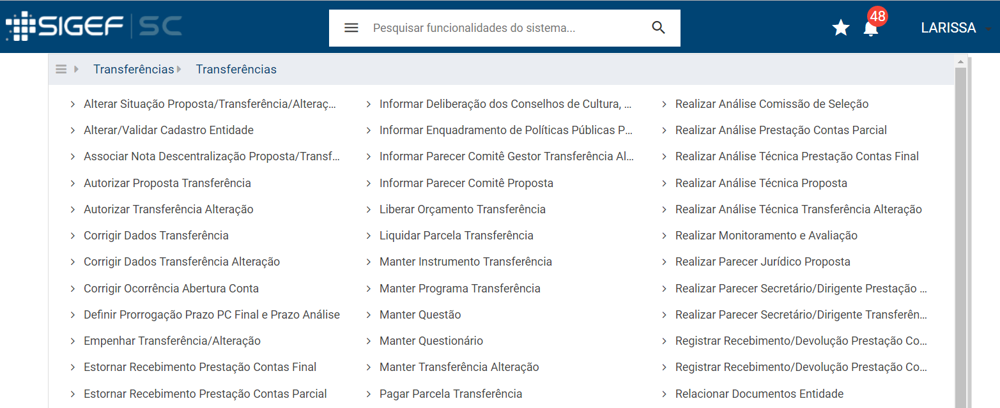 SIGEF SC
Pesquisar funcionalidades do sistema...
48
LARISSA
Transferências
Transferências
Alterar Situação Proposta/Transferência/Alteraç...
Alterar/Validar Cadastro Entidade
Associar Nota Descentralização Proposta/Transf...
Autorizar Proposta Transferência
Autorizar Transferência Alteração
Corrigir Dados Transferência
Corrigir Dados Transferência Alteração
Corrigir Ocorrência Abertura Conta
Definir Prorrogação Prazo PC Final e Prazo Análise
Empenhar Transferência/Alteração
Estornar Recebimento Prestação Contas Final
Estornar Recebimento Prestação Contas Parcial
Informar Deliberação dos Conselhos de Cultura, ...
Informar Enquadramento de Políticas Públicas P...
Informar Parecer Comitê Gestor Transferência Al...
Informar Parecer Comitê Proposta
Liberar Orçamento Transferência
Liquidar Parcela Transferência
Manter Instrumento Transferência
Manter Programa Transferência
Manter Questão
Manter Questionário
Manter Transferência Alteração
Pagar Parcela Transferência
Realizar Análise Comissão de Seleção
Realizar Análise Prestação Contas Parcial
Realizar Análise Técnica Prestação Contas Final
Realizar Análise Técnica Proposta
Realizar Análise Técnica Transferência Alteração
Realizar Monitoramento e Avaliação
Realizar Parecer Jurídico Proposta
Realizar Parecer Secretário/Dirigente Prestação ...
Realizar Parecer Secretário/Dirigente Transferên...
Registrar Recebimento/Devolução Prestação Co...
Registrar Recebimento/Devolução Prestação Co...
Relacionar Documentos Entidade